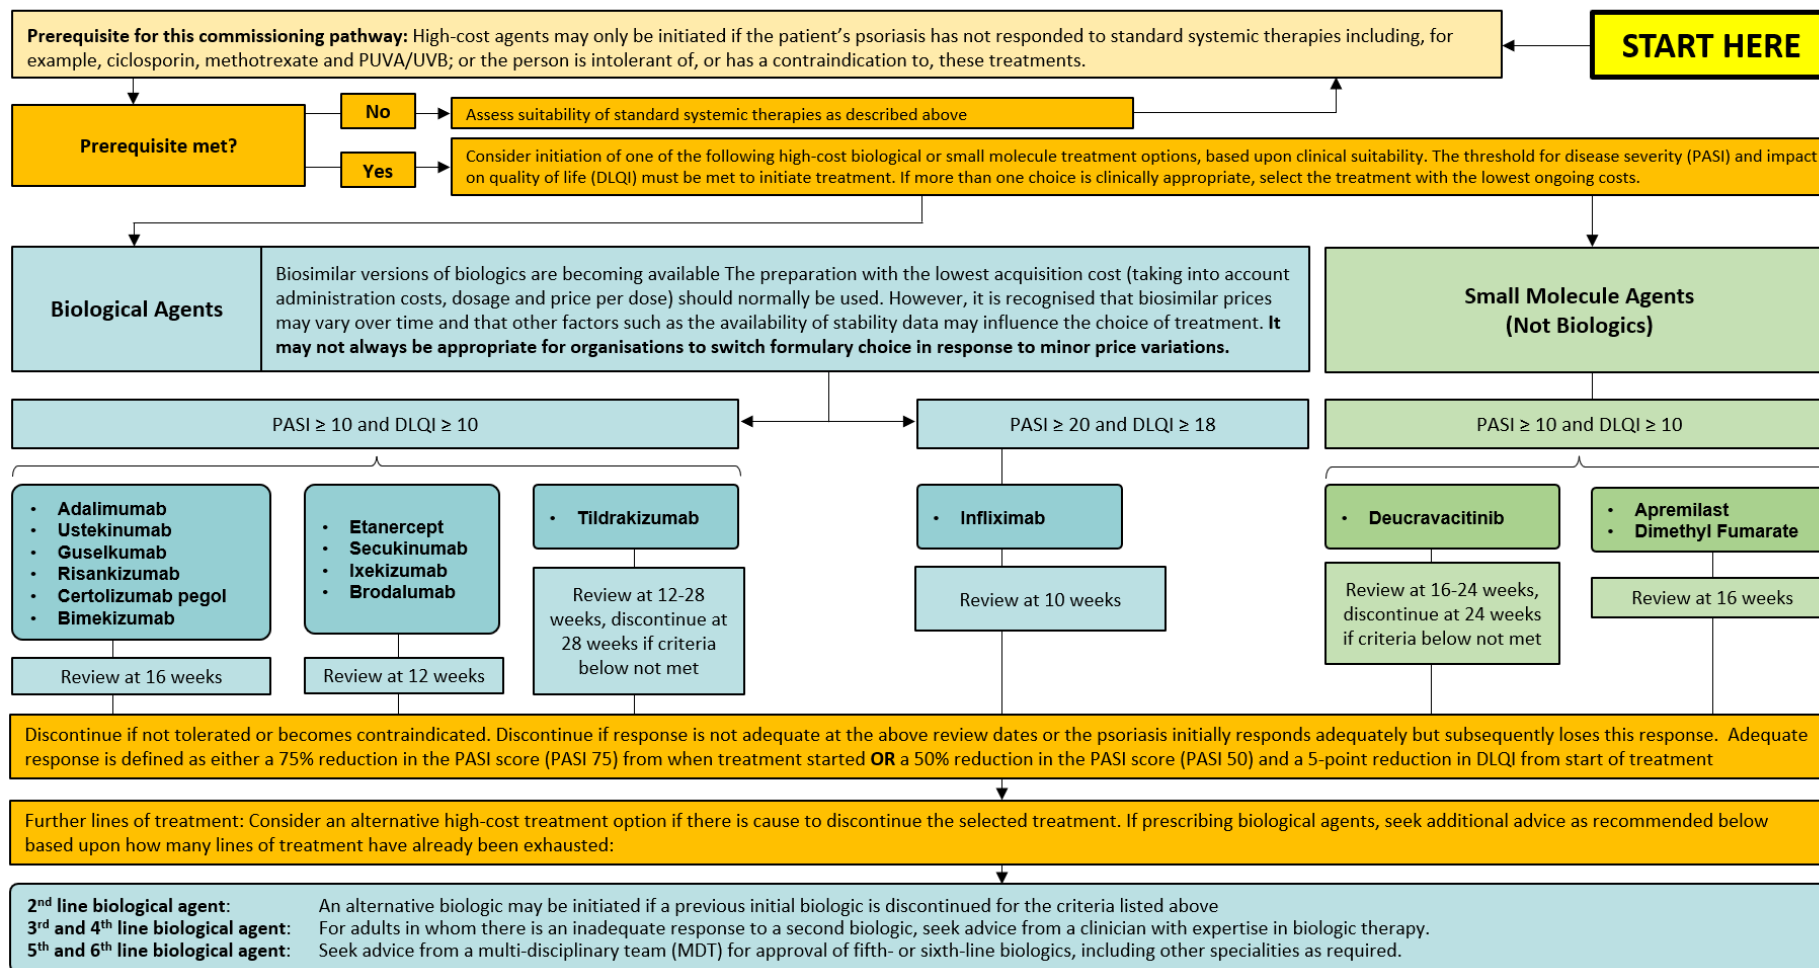 Prerequisite for this commissioning pathway: High-cost agents may only be initiated if the patient's psoriasis has not responded to standard systemic therapies including, for
example, ciclosporin, methotrexate and PUVA/UVB; or the person is intolerant of, or has a contraindication to, these treatments.
START HERE
Prerequisite met?
No
Assess suitability of standard systemic therapies as described above
Yes
Consider initiation of one of the following high-cost biological or small molecule treatment options, based upon clinical suitability. The threshold for disease severity (PASI) and impact
on quality of life (DLQI) must be met to initiate treatment. If more than one choice is clinically appropriate, select the treatment with the lowest ongoing costs.
Biological Agents
Biosimilar versions of biologics are becoming available The preparation with the lowest acquisition cost (taking into account
administration costs, dosage and price per dose) should normally be used. However, it is recognised that biosimilar prices
may vary over time and that other factors such as the availability of stability data may influence the choice of treatment. It
may not always be appropriate for organisations to switch formulary choice in response to minor price variations.
Small Molecule Agents
(Not Biologics)
PASI ≥ 10 and DLQI ≥ 10
PASI ≥ 20 and DLQI ≥ 18
PASI ≥ 10 and DLQI ≥ 10
• Adalimumab
• Ustekinumab
• Guselkumab
• Risankizumab
• Certolizumab pegol
• Bimekizumab
Review at 16 weeks
• Etanercept
• Secukinumab
• Ixekizumab
• Brodalumab
Review at 12 weeks
• Tildrakizumab
Review at 12-28
weeks, discontinue at
28 weeks if criteria
below not met
• Infliximab
Review at 10 weeks
• Deucravacitinib
Review at 16-24 weeks,
discontinue at 24 weeks
if criteria below not met
• Apremilast
• Dimethyl Fumarate
Review at 16 weeks
Discontinue if not tolerated or becomes contraindicated. Discontinue if response is not adequate at the above review dates or the psoriasis initially responds adequately but subsequently loses this response. Adequate
response is defined as either a 75% reduction in the PASI score (PASI 75) from when treatment started OR a 50% reduction in the PASI score (PASI 50) and a 5-point reduction in DLQI from start of treatment
Further lines of treatment: Consider an alternative high-cost treatment option if there is cause to discontinue the selected treatment. If prescribing biological agents, seek additional advice as recommended below
based upon how many lines of treatment have already been exhausted:
2nd line biological agent: An alternative biologic may be initiated if a previous initial biologic is discontinued for the criteria listed above
3rd and 4th line biological agent: For adults in whom there is an inadequate response to a second biologic, seek advice from a clinician with expertise in biologic therapy.
5th and 6th line biological agent: Seek advice from a multi-disciplinary team (MDT) for approval of fifth- or sixth-line biologics, including other specialities as required.